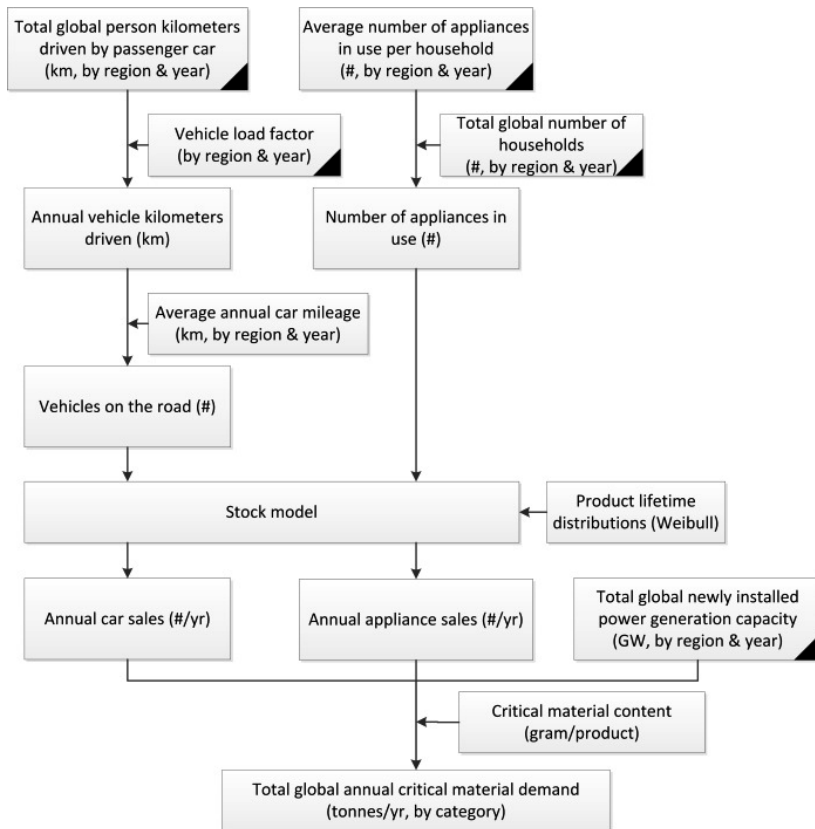 Total global person kilometers
driven by passenger car
(km, by region & year)
Average number of appliances
in use per household
(#, by region & year)
Vehicle load factor
(by region & year)
Total global number of
households
(#, by region & year)
Annual vehicle kilometers
driven (km)
Number of appliances in
use (#)
Average annual car mileage
(km, by region & year)
Vehicles on the road (#)
Stock model
Product lifetime
distributions (Weibull)
Annual car sales (#/yr)
Annual appliance sales (#/yr)
Total global newly installed
power generation capacity
(GW, by region & year)
Critical material content
(gram/product)
Total global annual critical material demand
(tonnes/yr, by category)